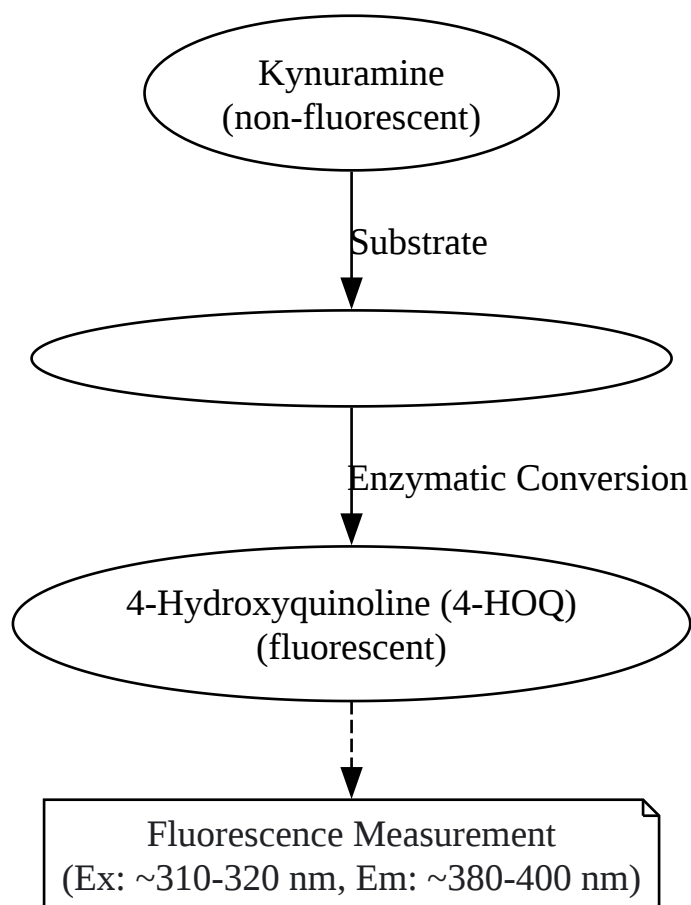 Kynuramine
(non-fluorescent)
Substrate
Enzymatic Conversion
4-Hydroxyquinoline (4-HOQ)
(fluorescent)
Fluorescence Measurement
(Ex: ~310-320 nm, Em: ~380-400 nm)